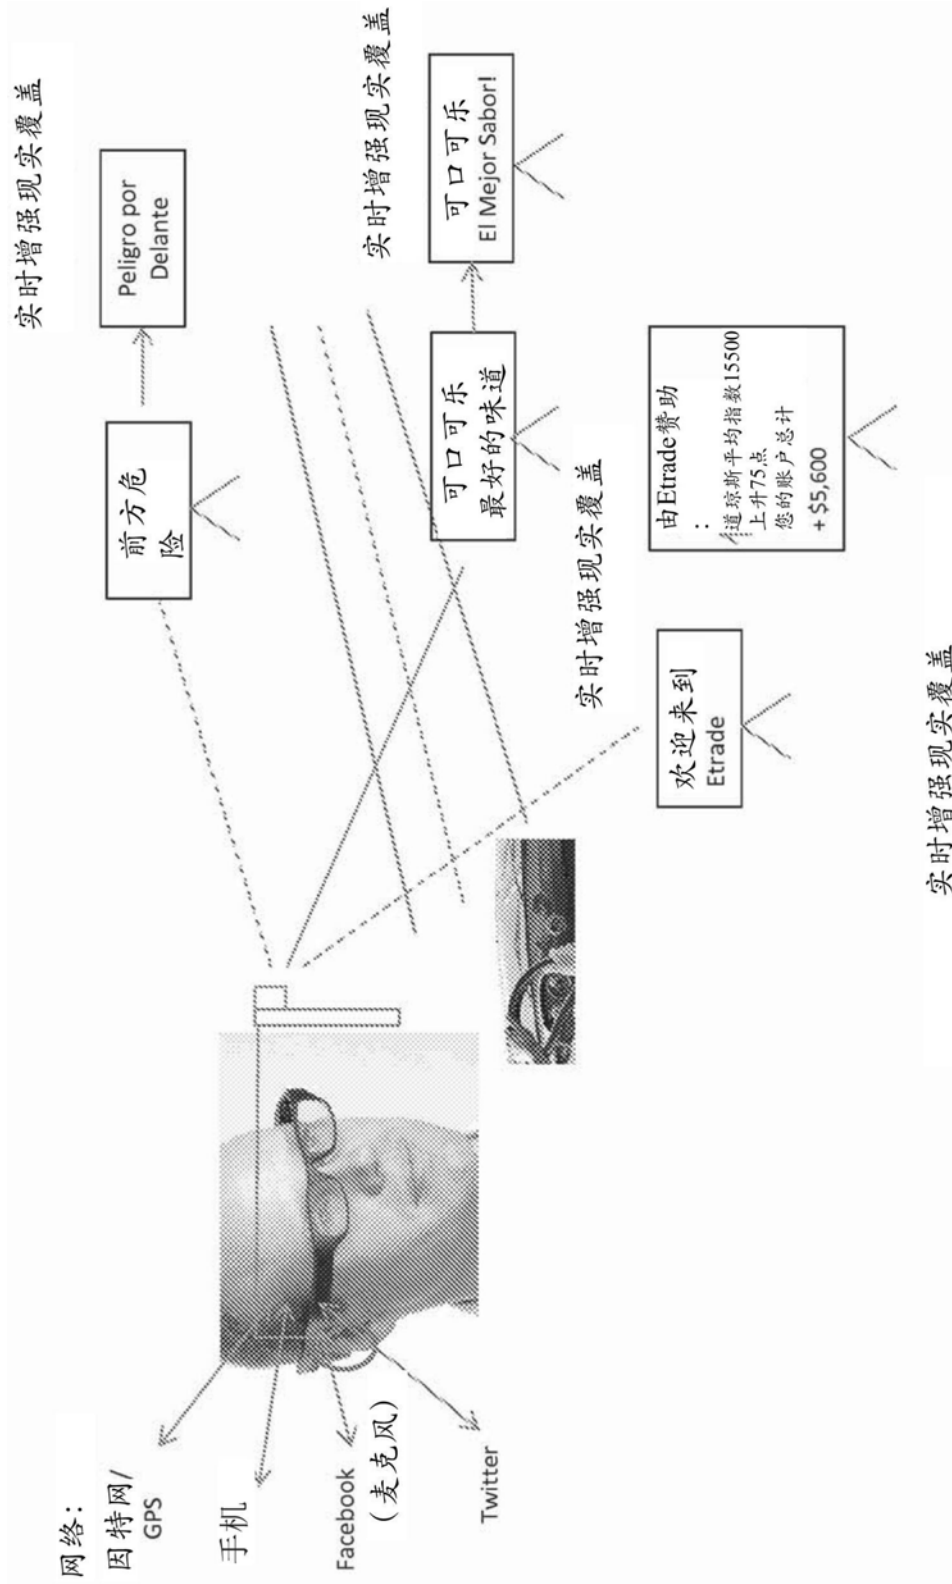 网络：
因特网/
GPS
手机
Facebook
（麦克风）
Twitter
实时增强现实覆盖
前方危
险
Peligro por
Delante
实时增强现实覆盖
可口可乐
最好的味道
可口可乐
El Mejor Sabor!
实时增强现实覆盖
欢迎来到
Etrade
由Etrade赞助
：
道琼斯平均指数15500
上升75点
您的账户总计
+ $5,600
实时增强现实覆盖